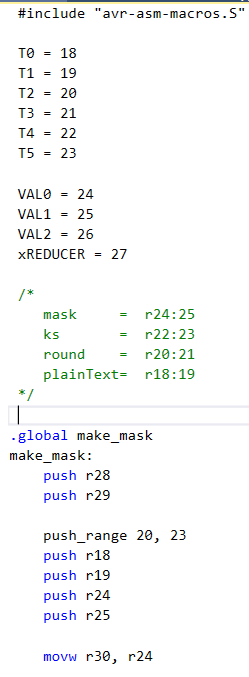 #include "avr-asm-macros.S"
T0 = 18
T1 = 19
T2 = 20
T3 = 21
T4 = 22
T5 = 23
VAL0 = 24
VAL1 = 25
VAL2 = 26
xREDUCER = 27
/*
mask     =  r24:25
ks       =  r22:23
round    =  r20:21
plainText=  r18:19
*/
.global make_mask
make_mask:
push r28
push r29
push_range 20, 23
push r18
push r19
push r24
push r25
movw r30, r24